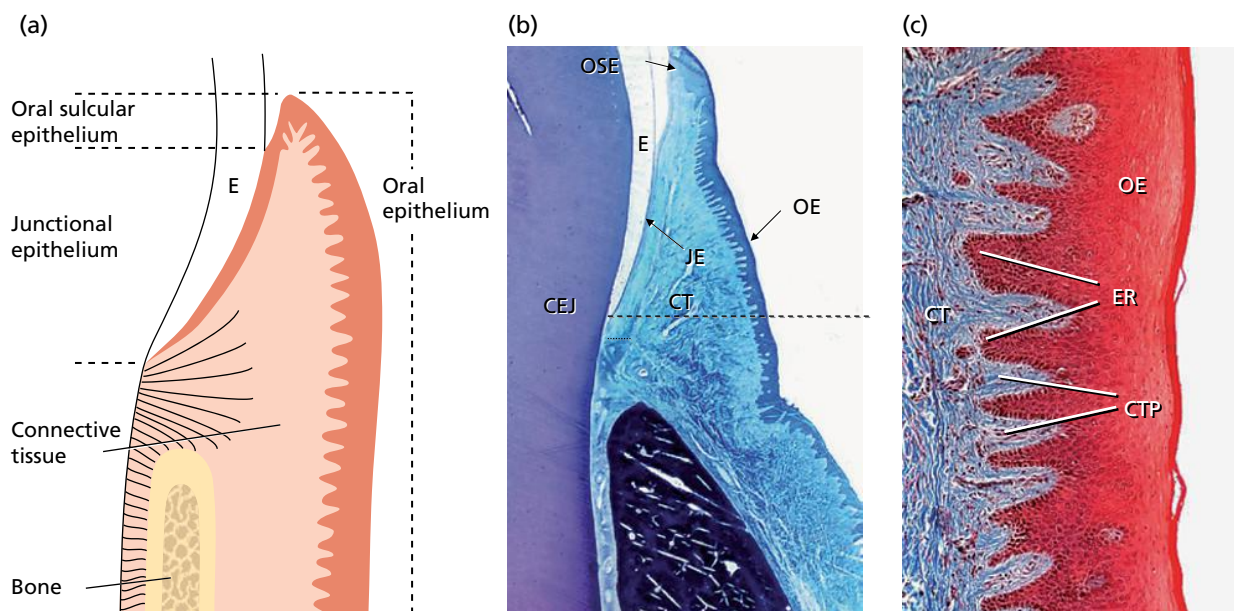 (a)
Oral sulcular
epithelium
E
Junctional
epithelium
Oral
epithelium
Connective
tissue
Bone
(b)
OSE
E
OE
JE
CEJ
CT
(c)
OE
ER
CT
CTP